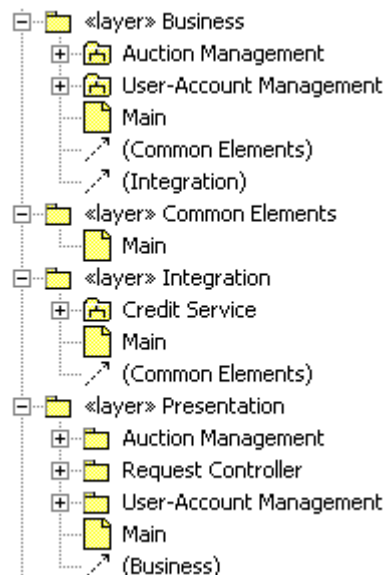 «layer» Business
Auction Management
User-Account Management
Main
(Common Elements)
(Integration)
«layer» Common Elements
Main
«layer» Integration
Credit Service
Main
(Common Elements)
«layer» Presentation
Auction Management
Request Controller
User-Account Management
Main
(Business)